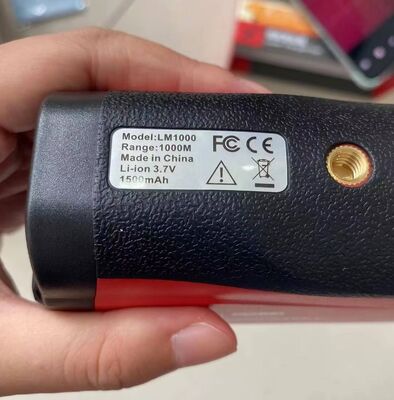 Model:LM1000
Range:1000M
Made in China
Li-ion 3.7V
1500mAh
FC CE